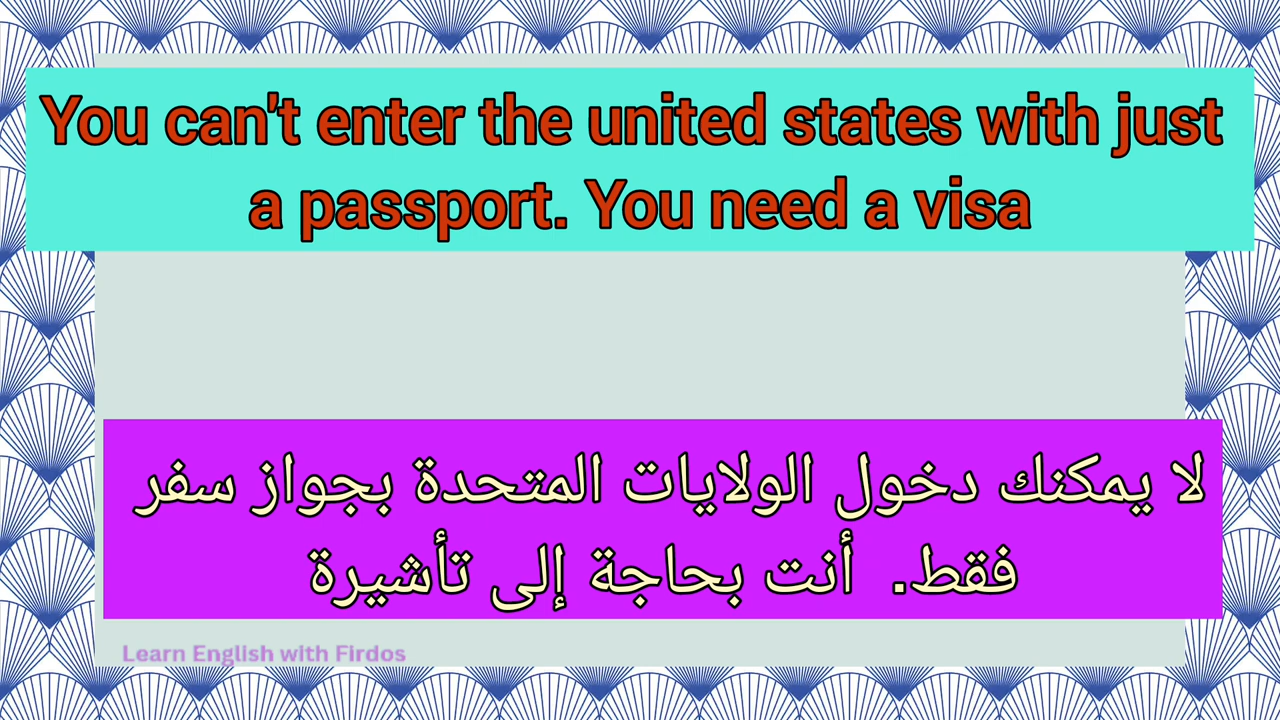 You can't enter the united states with just
a passport. You need a visa
لا يمكنك دخول الولايات المتحدة بجواز سفر
فقط. أنت بحاجة إلى تأشيرة
Learn English with Firdos